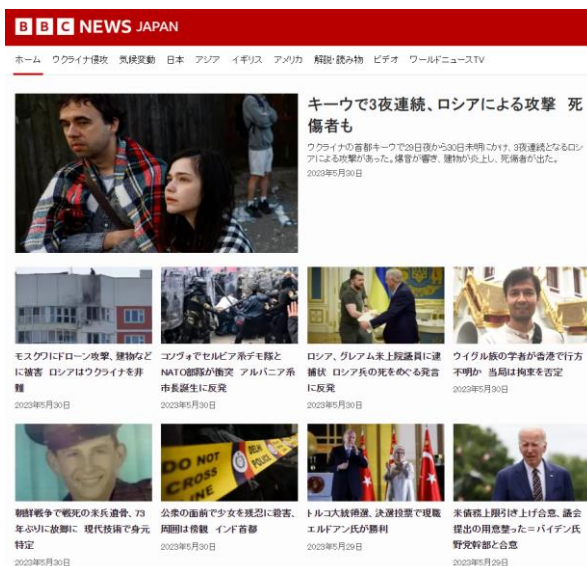 BBC NEWS JAPAN
ホーム ウクライナ侵攻 気候変動 日本 アジア イギリス アメリカ 解説・読み物 ビデオ ワールドニュースTV
キーウで3夜連続、ロシアによる攻撃 死
傷者も
ウクライナの首都キーウで29日夜から30日未明にかけ、3夜連続となるロシ
アによる攻撃があった。爆音が響き、建物が炎上し、死傷者が出た。
2023年5月30日
モスクワにドローン攻撃、建物など
に被害 ロシアはウクライナを非
難
2023年5月30日
コソヴォでセルビア系デモ隊と
NATO部隊が衝突 アルバニア系
市長誕生に反発
2023年5月30日
ロシア、グレアム米上院議員に逮
捕状 ロシア兵の死をめぐる発言
に反発
2023年5月30日
ウイグル族の学者が香港で行方
不明か 当局は拘束を否定
2023年5月30日
朝鮮戦争で戦死の米兵遺骨、73
年ぶりに故郷に 現代技術で身元
特定
2023年5月30日
DO NOT
CROSS
LINE
DELHI
POLICE
公衆の面前で少女を残忍に殺害、
周囲は傍観 インド首都
2023年5月30日
トルコ大統領選、決選投票で現職
エルドアン氏が勝利
2023年5月29日
米債務上限引き上げ合意、議会
提出の用意整った=バイデン氏
野党幹部と合意
2023年5月29日